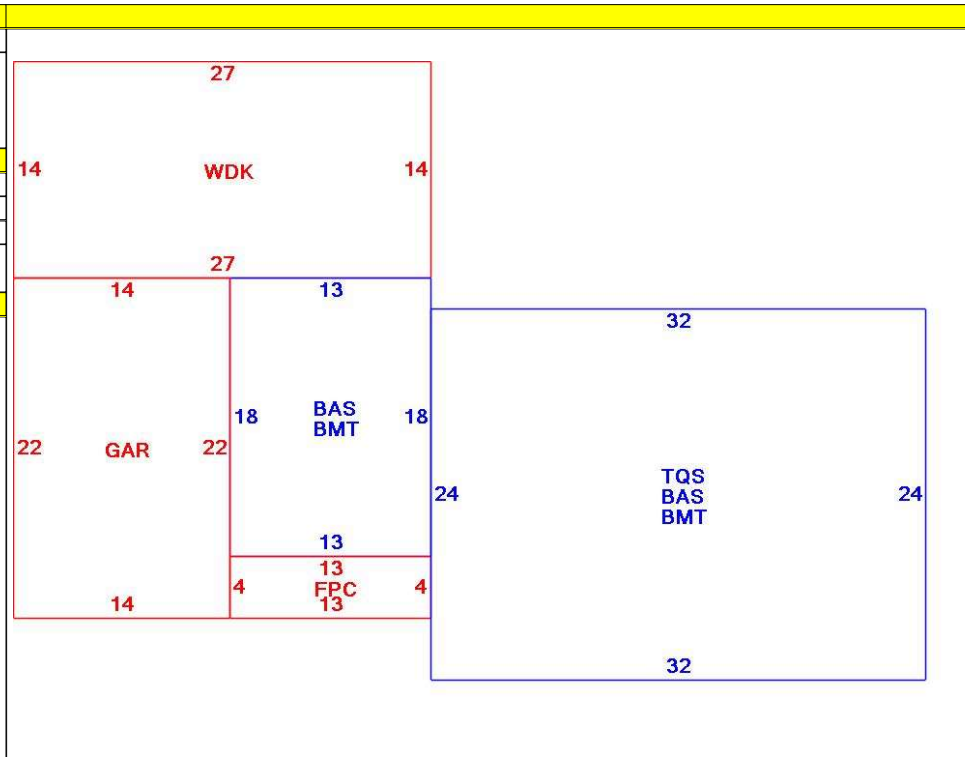 27
14 WDK 14
27
14 13
32
18 BAS 18
BMT
22 GAR 22
TQS
24 BAS 24
BMT
13
13
4 FPC 4
14 13
32